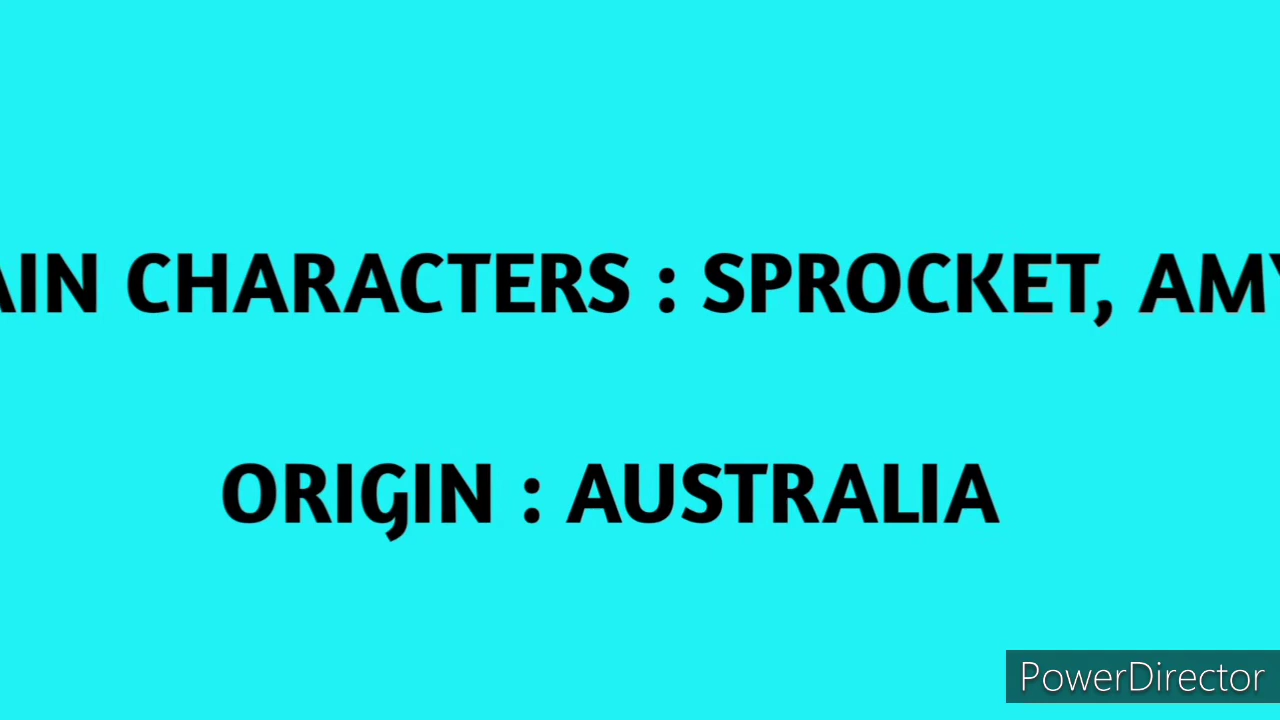 AIN CHARACTERS : SPROCKET, AMY
ORIGIN : AUSTRALIA
PowerDirector